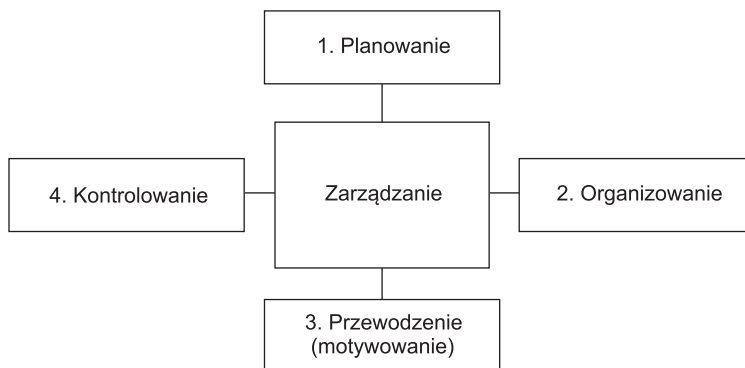 1. Planowanie
4. Kontrolowanie
Zarządzanie
2. Organizowanie
3. Przewodzenie
(motywowanie)